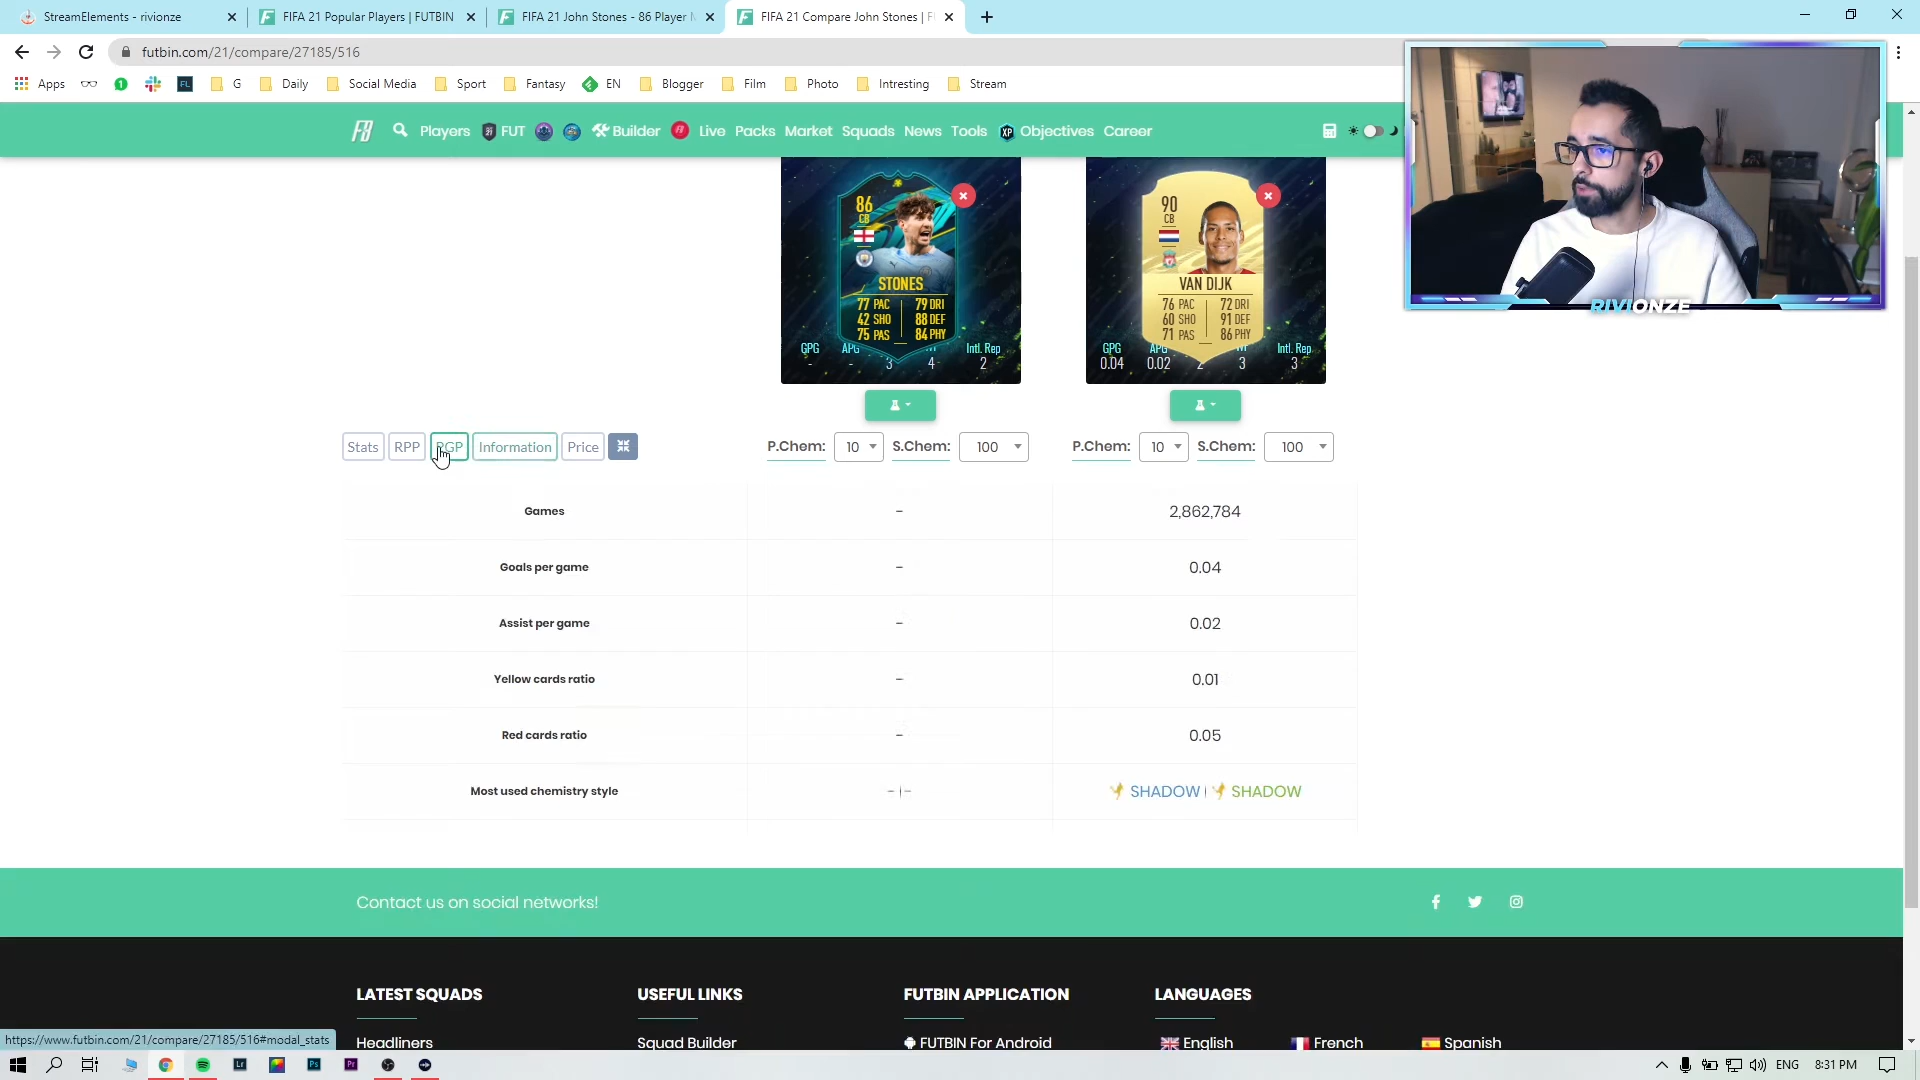 StreamElements - rivionze
FIFA 21 Popular Players | FUTBIN
FIFA 21 John Stones - 86 Player M
FIFA 21 Compare John Stones | F
futbin.com/21/compare/27185/516
Apps
G
Daily
Social Media
Sport
Fantasy
EN
Blogger
Film
Photo
Intresting
Stream
Players
FUT
Builder
Live
Packs
Market
Squads
News
Tools
XP Objectives
Career
RIVIONZE
86
CB
STONES
77 PAC 79 DRI
42 SHO 88 DEF
75 PAS 84 PHY
GPG APG Intl. Rep
- - 3 4 2
90
CB
VAN DIJK
76 PAC 72 DRI
60 SHO 91 DEF
71 PAS 86 PHY
GPG APG Intl. Rep
0.04 0.02 2 3 3
Stats RPP RGP Information Price
P.Chem: 10 S.Chem: 100
P.Chem: 10 S.Chem: 100
Games - 2,862,784
Goals per game - 0.04
Assist per game - 0.02
Yellow cards ratio - 0.01
Red cards ratio - 0.05
Most used chemistry style - | - SHADOW | SHADOW
Contact us on social networks!
LATEST SQUADS
USEFUL LINKS
FUTBIN APPLICATION
LANGUAGES
Headliners
Squad Builder
FUTBIN For Android
English
French
Spanish
https://www.futbin.com/21/compare/27185/516#modal_stats
Lr
Ps
Pr
ENG
8:31 PM